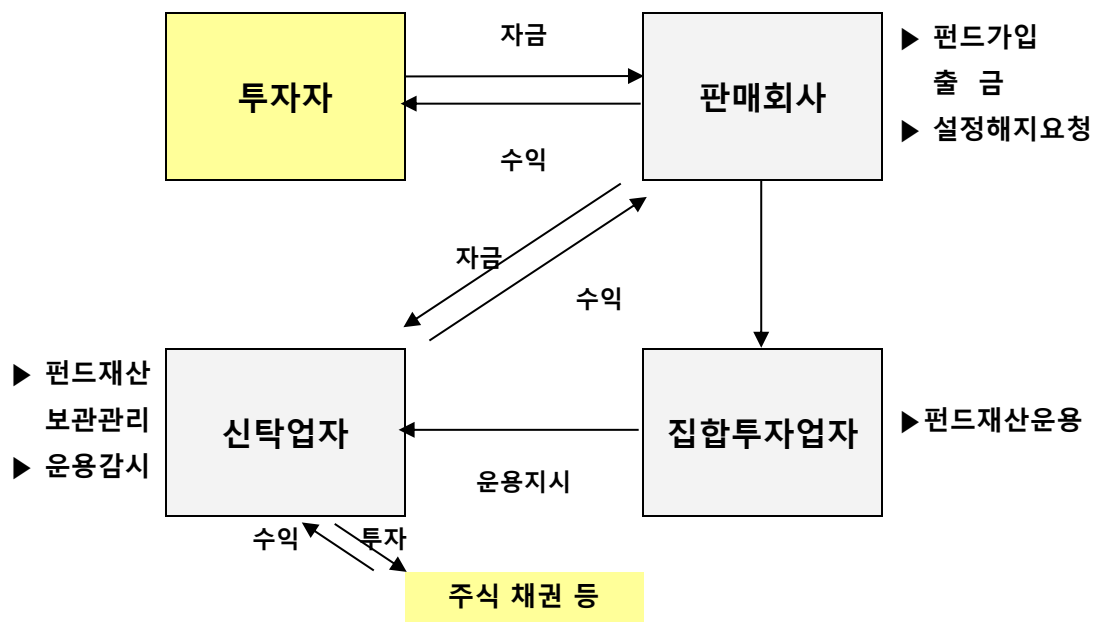 자금
투자자
판매회사
▶ 펀드가입
출 금
▶ 설정해지요청
수익
자금
수익
▶ 펀드재산
보관관리
▶ 운용감시
신탁업자
집합투자업자
▶펀드재산운용
운용지시
수익
투자
주식 채권 등